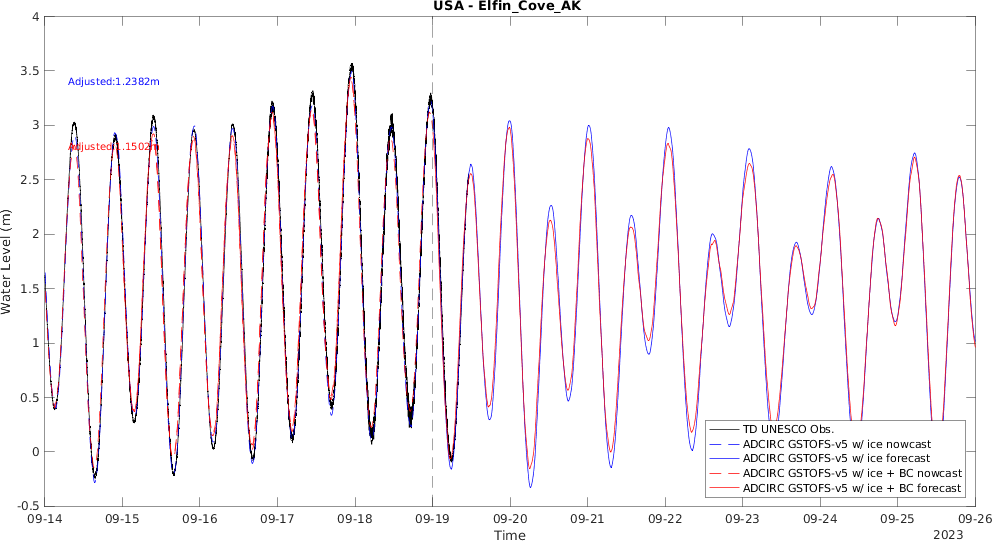 USA - Elfin_Cove_AK
4
3.5
3
2.5
2
1.5
1
0.5
0
-0.5
Water Level (m)
Adjusted:1.2382m
Adjusted:1.1502m
TD UNESCO Obs.
ADCIRC GSTOFS-v5 w/ ice nowcast
ADCIRC GSTOFS-v5 w/ ice forecast
ADCIRC GSTOFS-v5 w/ ice + BC nowcast
ADCIRC GSTOFS-v5 w/ ice + BC forecast
09-14 09-15 09-16 09-17 09-18 09-19 09-20 09-21 09-22 09-23 09-24 09-25 09-26
Time
2023